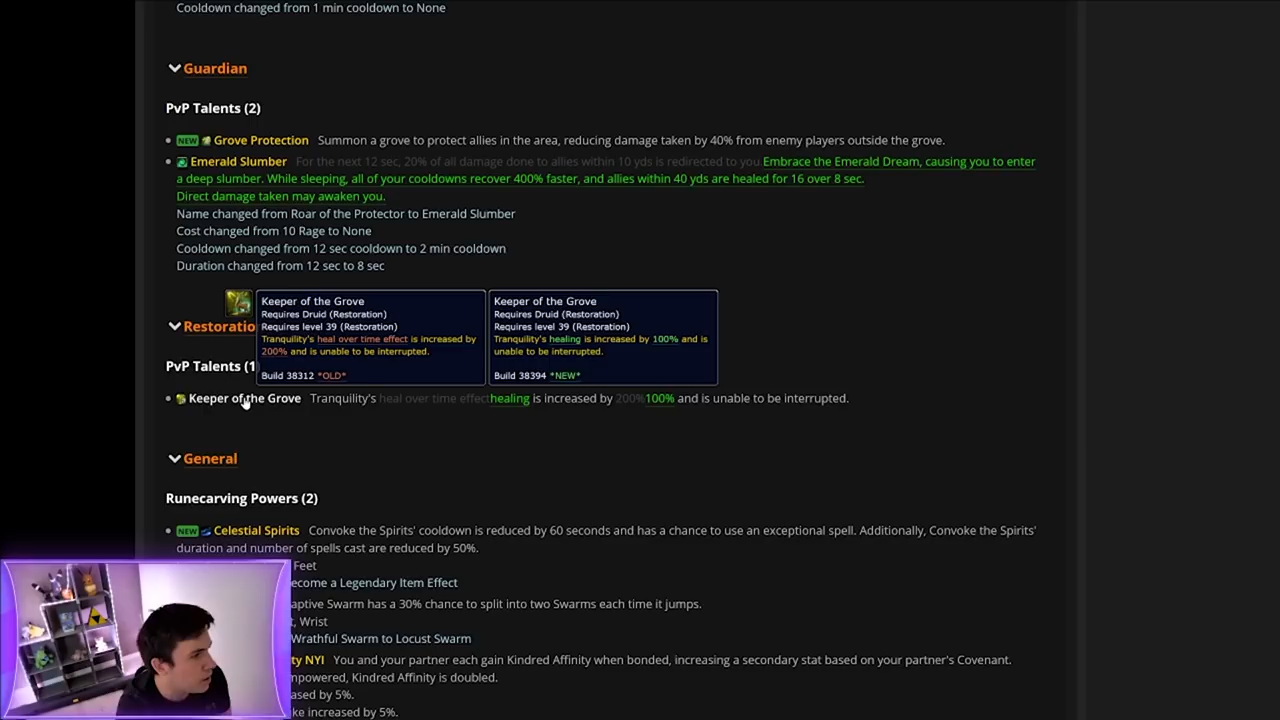 Cooldown changed from 1 min cooldown to None
Guardian
PvP Talents (2)
NEW Grove Protection Summon a grove to protect allies in the area, reducing damage taken by 40% from enemy players outside the grove.
Emerald Slumber For the next 12 sec, 20% of all damage done to allies within 10 yds is redirected to you.Embrace the Emerald Dream, causing you to enter
a deep slumber. While sleeping, all of your cooldowns recover 400% faster, and allies within 40 yds are healed for 16 over 8 sec.
Direct damage taken may awaken you.
Name changed from Roar of the Protector to Emerald Slumber
Cost changed from 10 Rage to None
Cooldown changed from 12 sec cooldown to 2 min cooldown
Duration changed from 12 sec to 8 sec
Keeper of the Grove
Requires Druid (Restoration)
Requires level 39 (Restoration)
Tranquility's heal over time effect is increased by
200% and is unable to be interrupted.
Build 38312 *OLD*
Keeper of the Grove
Requires Druid (Restoration)
Requires level 39 (Restoration)
Tranquility's healing is increased by 100% and is
unable to be interrupted.
Build 38394 *NEW*
Restoratio
PvP Talents (1
Keeper of the Grove Tranquility's heal over time effecthealing is increased by 200%100% and is unable to be interrupted.
General
Runecarving Powers (2)
NEW Celestial Spirits Convoke the Spirits' cooldown is reduced by 60 seconds and has a chance to use an exceptional spell. Additionally, Convoke the Spirits'
duration and number of spells cast are reduced by 50%.
Feet
ecome a Legendary Item Effect
aptive Swarm has a 30% chance to split into two Swarms each time it jumps.
t, Wrist
Wrathful Swarm to Locust Swarm
ty NYI You and your partner each gain Kindred Affinity when bonded, increasing a secondary stat based on your partner's Covenant.
mpowered, Kindred Affinity is doubled.
ased by 5%.
ke increased by 5%.